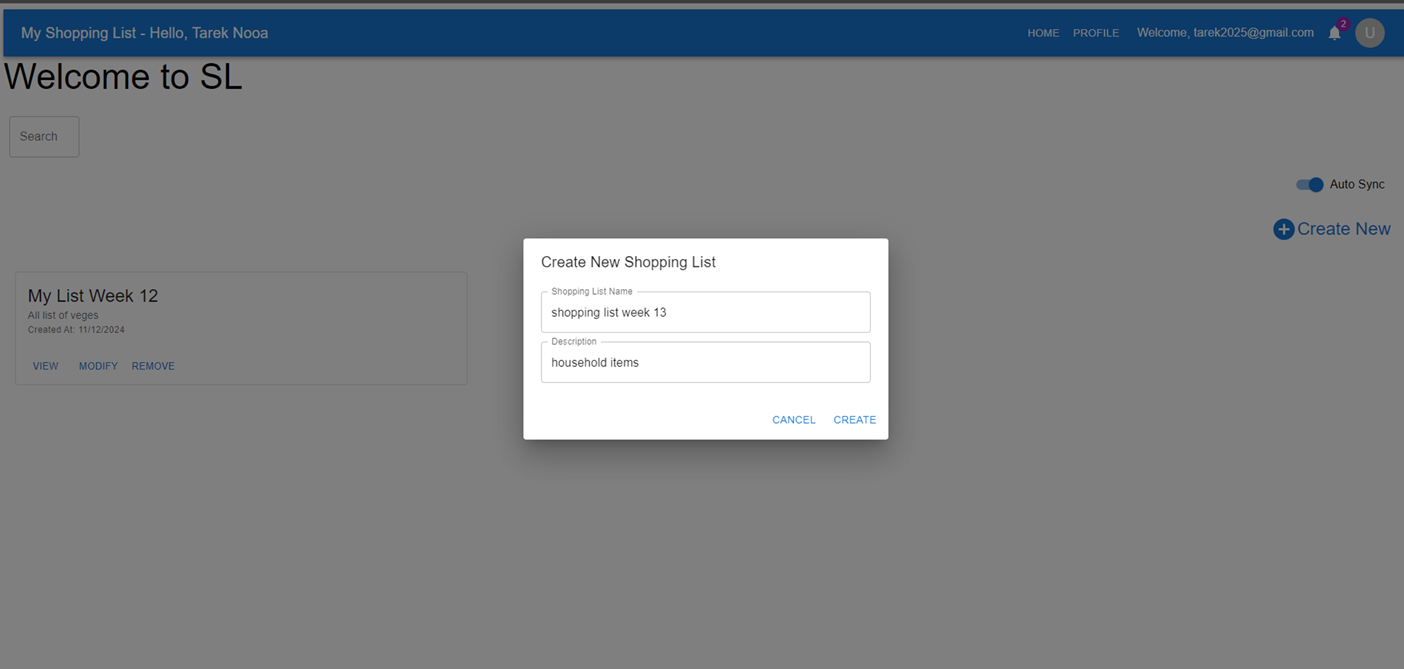 My Shopping List - Hello, Tarek Nooa
HOME PROFILE Welcome, tarek2025@gmail.com 2 U
Welcome to SL
Search
Auto Sync
Create New
My List Week 12
All list of veges
Created At: 11/12/2024
VIEW MODIFY REMOVE
Create New Shopping List
Shopping List Name
shopping list week 13
Description
household items
CANCEL CREATE